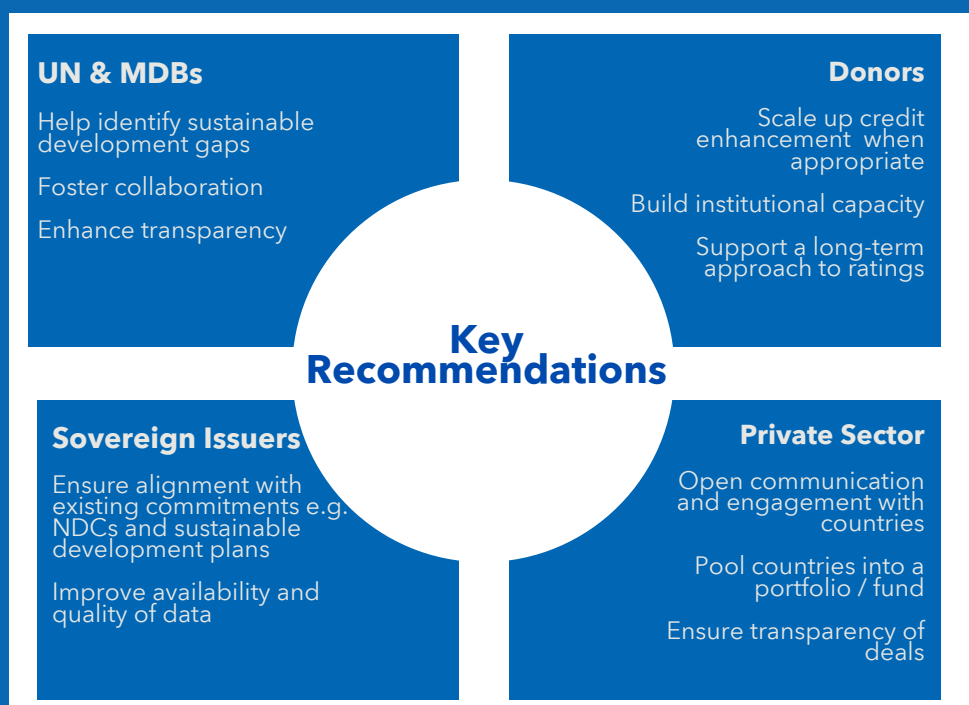 UN & MDBs
Help identify sustainable
development gaps
Foster collaboration
Enhance transparency
Donors
Scale up credit
enhancement when
appropriate
Build institutional capacity
Support a long-term
approach to ratings
Key
Recommendations
Sovereign Issuers
Ensure alignment with
existing commitments e.g.
NDCs and sustainable
development plans
Improve availability and
quality of data
Private Sector
Open communication
and engagement with
countries
Pool countries into a
portfolio / fund
Ensure transparency of
deals